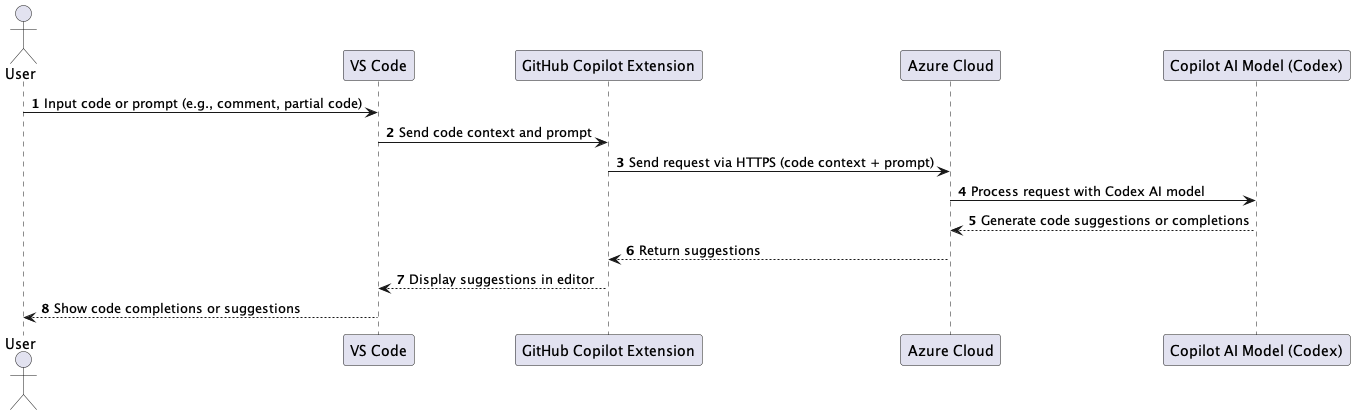 User
VS Code
GitHub Copilot Extension
Azure Cloud
Copilot AI Model (Codex)
1 Input code or prompt (e.g., comment, partial code)
2 Send code context and prompt
3 Send request via HTTPS (code context + prompt)
4 Process request with Codex AI model
5 Generate code suggestions or completions
6 Return suggestions
7 Display suggestions in editor
8 Show code completions or suggestions
User
VS Code
GitHub Copilot Extension
Azure Cloud
Copilot AI Model (Codex)